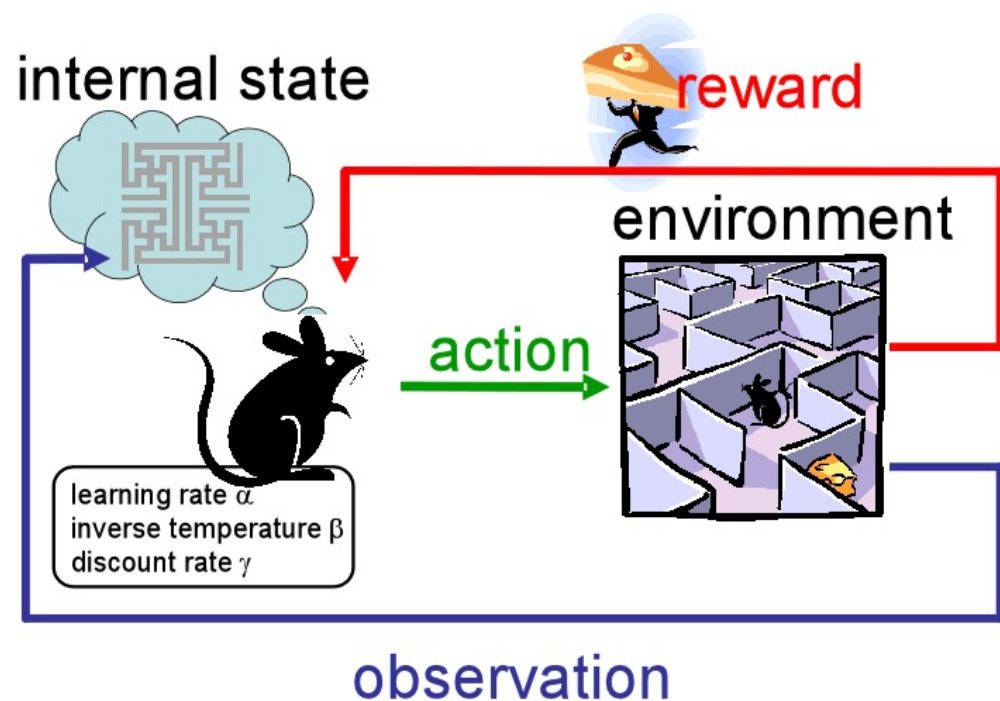 internal state
reward
environment
action
learning rate α
inverse temperature β
discount rate γ
observation